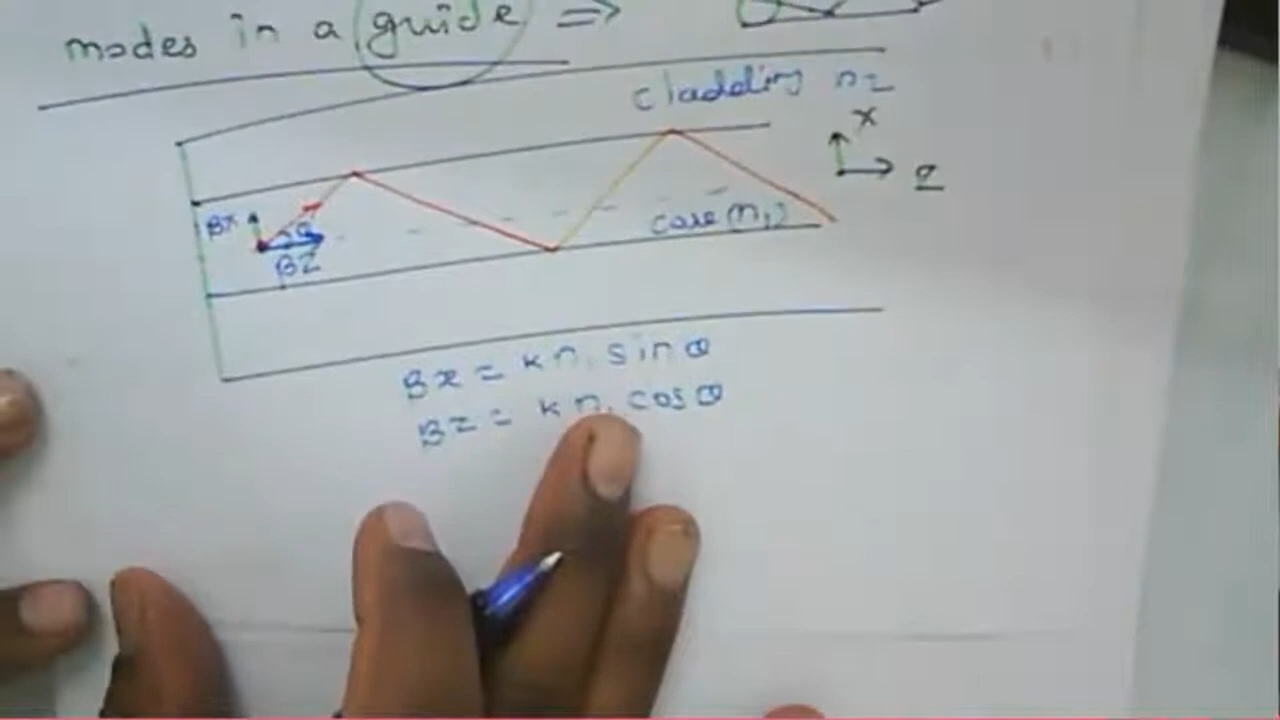 modes in a guide ⇒
cladding n2
x
z
βx
θ
βz
core (n1)
βx = kn1 sinθ
βz = kn1 cosθ